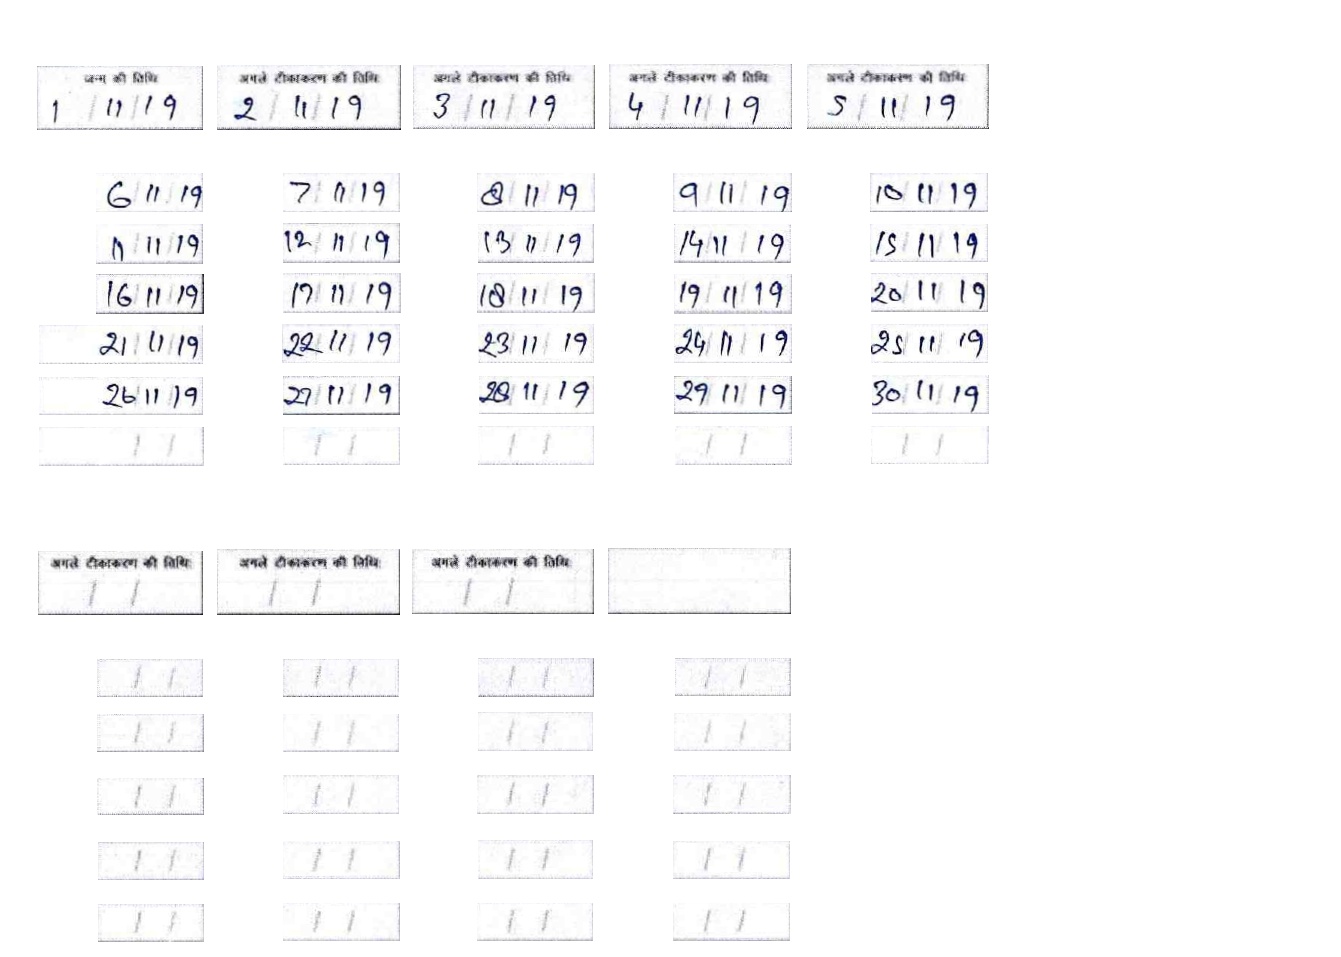 जन्म की तिथि अगले टीकाकरण की तिथि अगले टीकाकरण की तिथि अगले टीकाकरण की तिथि अगले टीकाकरण की तिथि
1/11/19 2/11/19 3/11/19 4/11/19 5/11/19
6/11/19 7/11/19 8/11/19 9/11/19 10/11/19
11/11/19 12/11/19 13/11/19 14/11/19 15/11/19
16/11/19 17/11/19 18/11/19 19/11/19 20/11/19
21/11/19 22/11/19 23/11/19 24/11/19 25/11/19
26/11/19 27/11/19 28/11/19 29/11/19 30/11/19
/ / / / / / / / / /
अगले टीकाकरण की तिथि अगले टीकाकरण की तिथि अगले टीकाकरण की तिथि
/ / / / / /
/ / / / / / / /
/ / / / / / / /
/ / / / / / / /
/ / / / / / / /
/ / / / / / / /